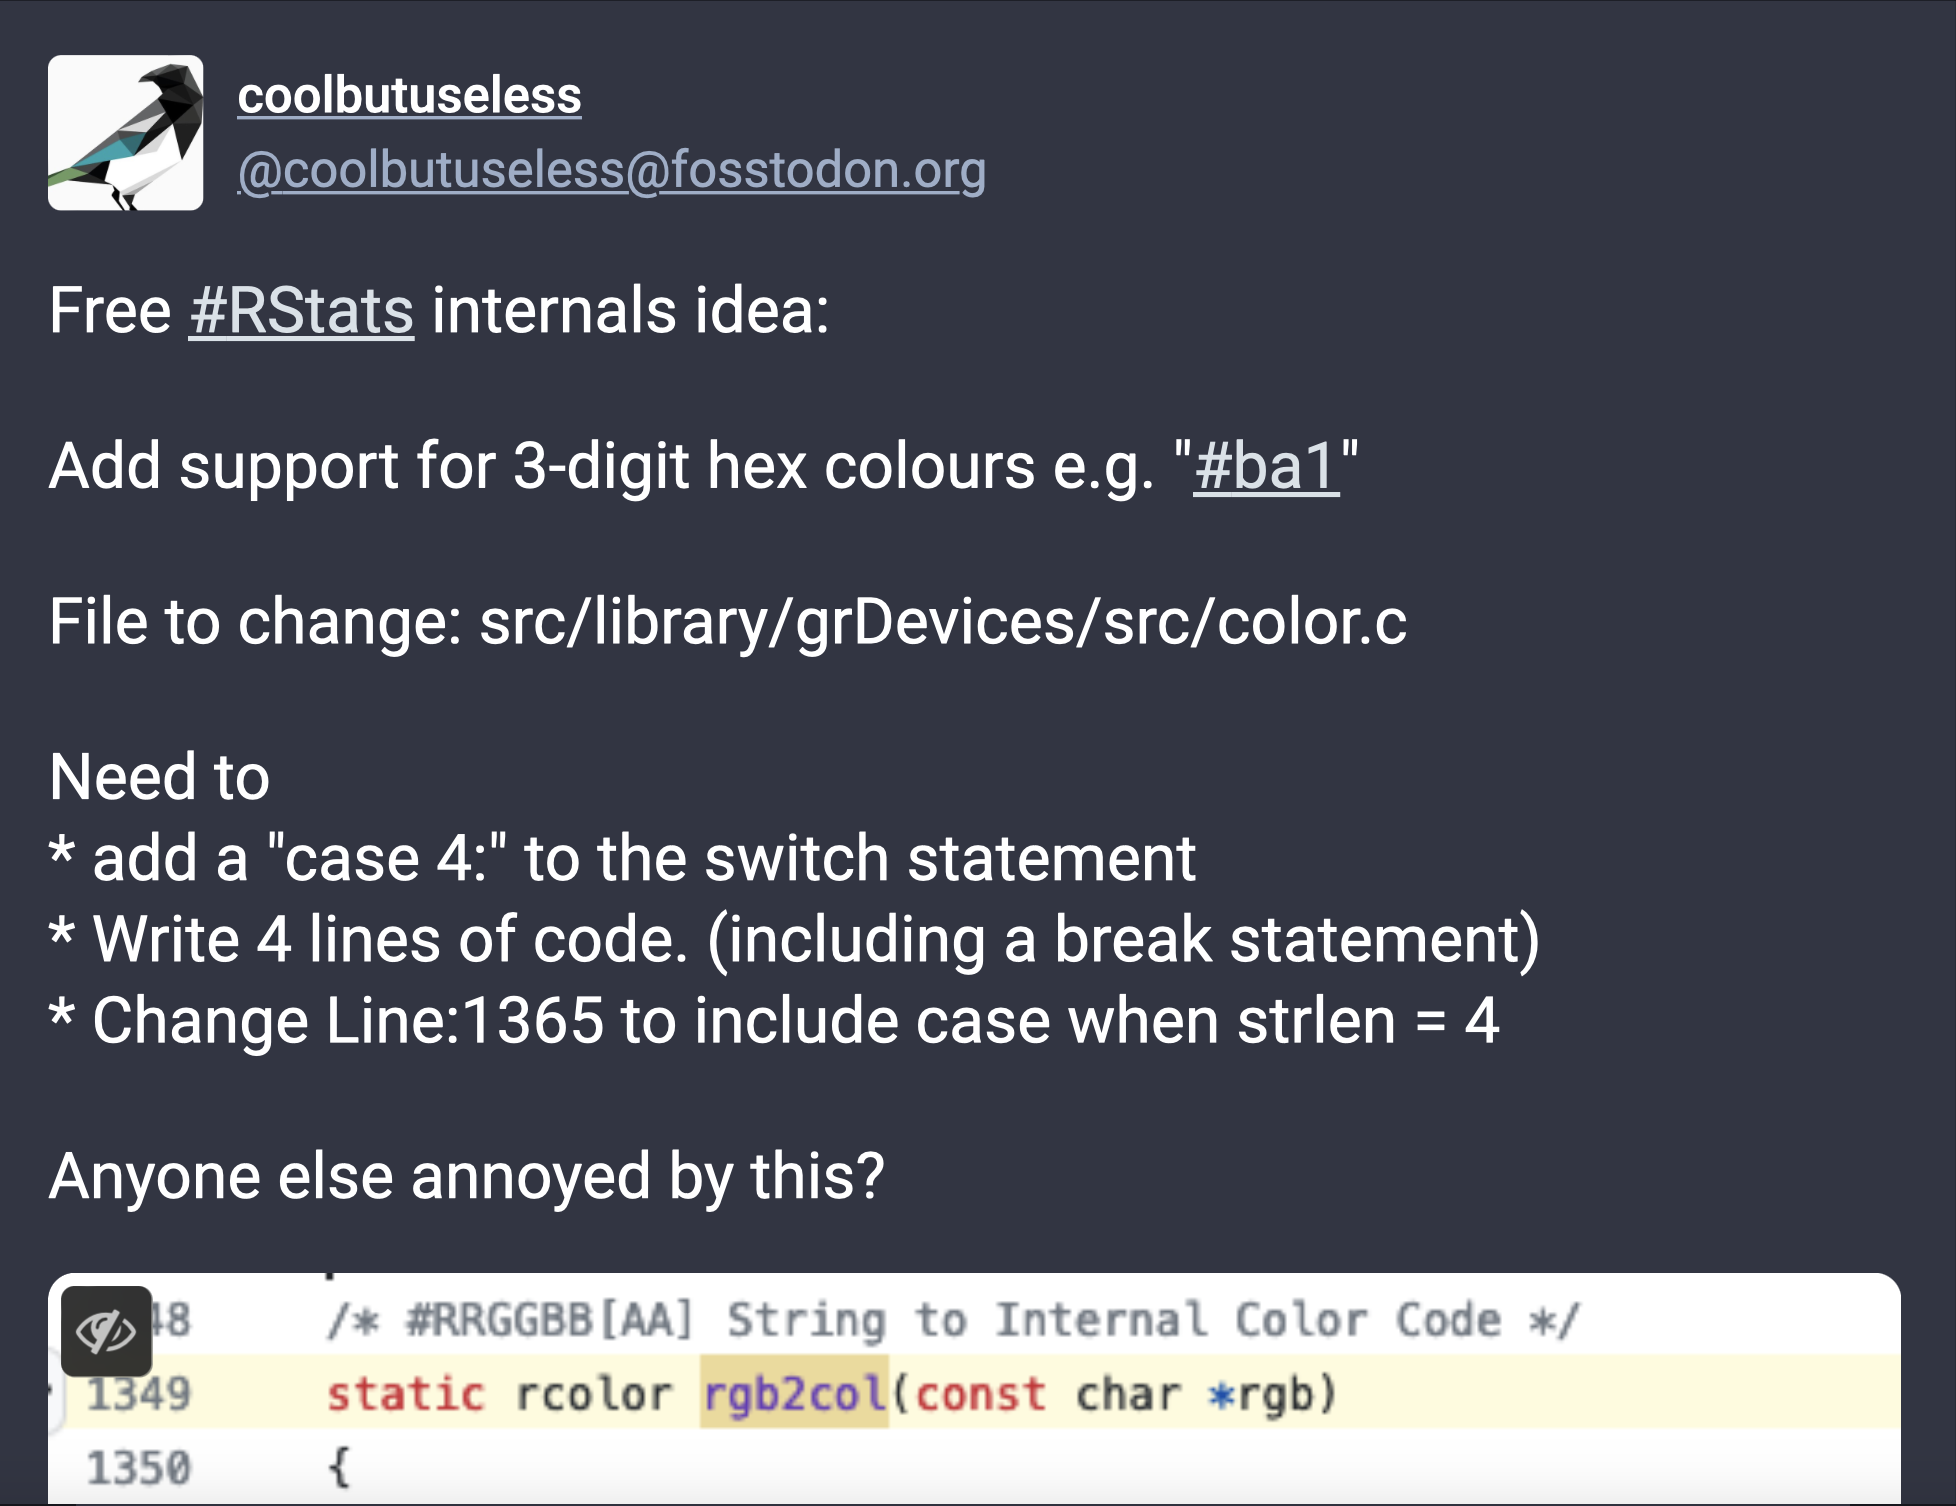 coolbutuseless
@coolbutuseless@fosstodon.org
Free #RStats internals idea:
Add support for 3-digit hex colours e.g. "#ba1"
File to change: src/library/grDevices/src/color.c
Need to
* add a "case 4:" to the switch statement
* Write 4 lines of code. (including a break statement)
* Change Line:1365 to include case when strlen = 4
Anyone else annoyed by this?
48 /* #RRGGBB[AA] String to Internal Color Code */
1349 static rcolor rgb2col(const char *rgb)
1350 {